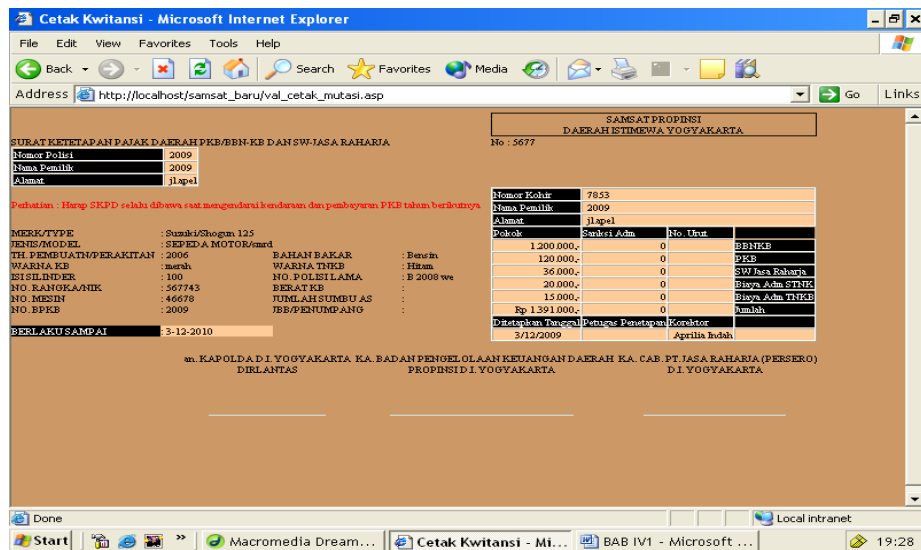 Cetak Kwitansi - Microsoft Internet Explorer
File Edit View Favorites Tools Help
Back Search Favorites Media
Address http://localhost/samsat_baru/val_cetak_mutasi.asp Go Links
SAMSAT PROPINSI
DAERAH ISTIMEWA YOGYAKARTA
SURAT KETETAPAN PAJAK DAERAH PKB/BBN-KB DAN SW-JASA RAHARJA No : 5677
Nomor Polisi 2009
Nama Pemilik 2009
Alamat jl.apel
Perhatian : Harap SKPD selalu dibawa saat mengendarai kendaraan dan pembayaran PKB tahun berikutnya
Nomor Kohir 7853
Nama Pemilik 2009
Alamat jl.apel
Pokok Sanksi Adm No. Urut
1.200.000,- 0 BBNKB
120.000,- 0 PKB
36.000,- 0 SW Jasa Raharja
20.000,- 0 Biaya Adm STNK
15.000,- 0 Biaya Adm TNKB
Rp 1.391.000,- 0 Jumlah
Ditetapkan Tanggal Petugas Penetapan Korektor
3/12/2009 Aprilia Indah
MERK/TYPE : Suzuki/Shogun 125
JENIS/MODEL : SEPEDA MOTOR/smrd
TH. PEMBUATN/PERAKITAN : 2006 BAHAN BAKAR : Bensin
WARNA KB : merah WARNA TNKB : Hitam
ISI SILINDER : 100 NO. POLISI LAMA : B 2008 we
NO. RANGKA/NIK : 567743 BERAT KB :
NO. MESIN : 46678 JUMLAH SUMBU AS :
NO. BPKB : 2009 JBB/PENUMPANG :
BERLAKU SAMPAI : 3-12-2010
an. KAPOLDA D.I. YOGYAKARTA KA. BADAN PENGELOLAAN KEUANGAN DAERAH KA. CAB. PT. JASA RAHARJA (PERSERO)
DIRLANTAS PROPINSI D.I. YOGYAKARTA D.I. YOGYAKARTA
Done Local intranet
Start Macromedia Dream... Cetak Kwitansi - Mi... BAB IV1 - Microsoft ... 19:28